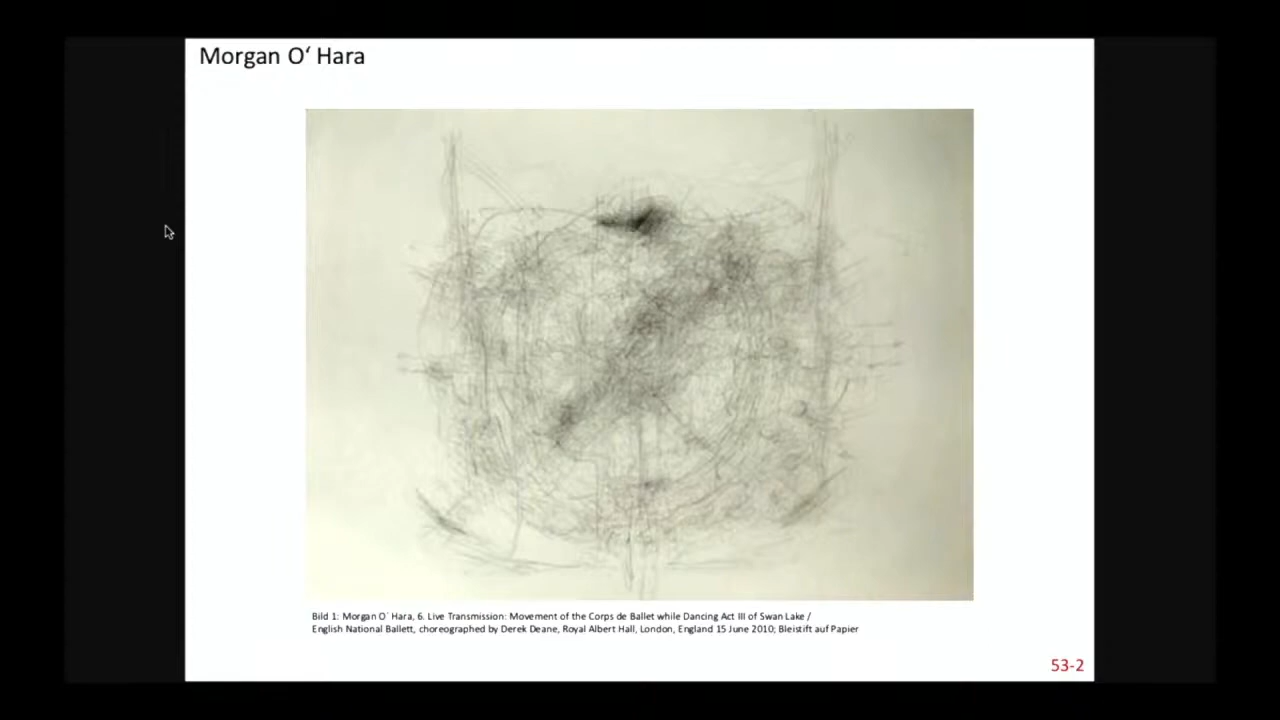 Morgan O‘ Hara
Bild 1: Morgan O´ Hara, 6. Live Transmission: Movement of the Corps de Ballet while Dancing Act III of Swan Lake /
English National Ballett, choreographed by Derek Deane, Royal Albert Hall, London, England 15 June 2010; Bleistift auf Papier
53-2